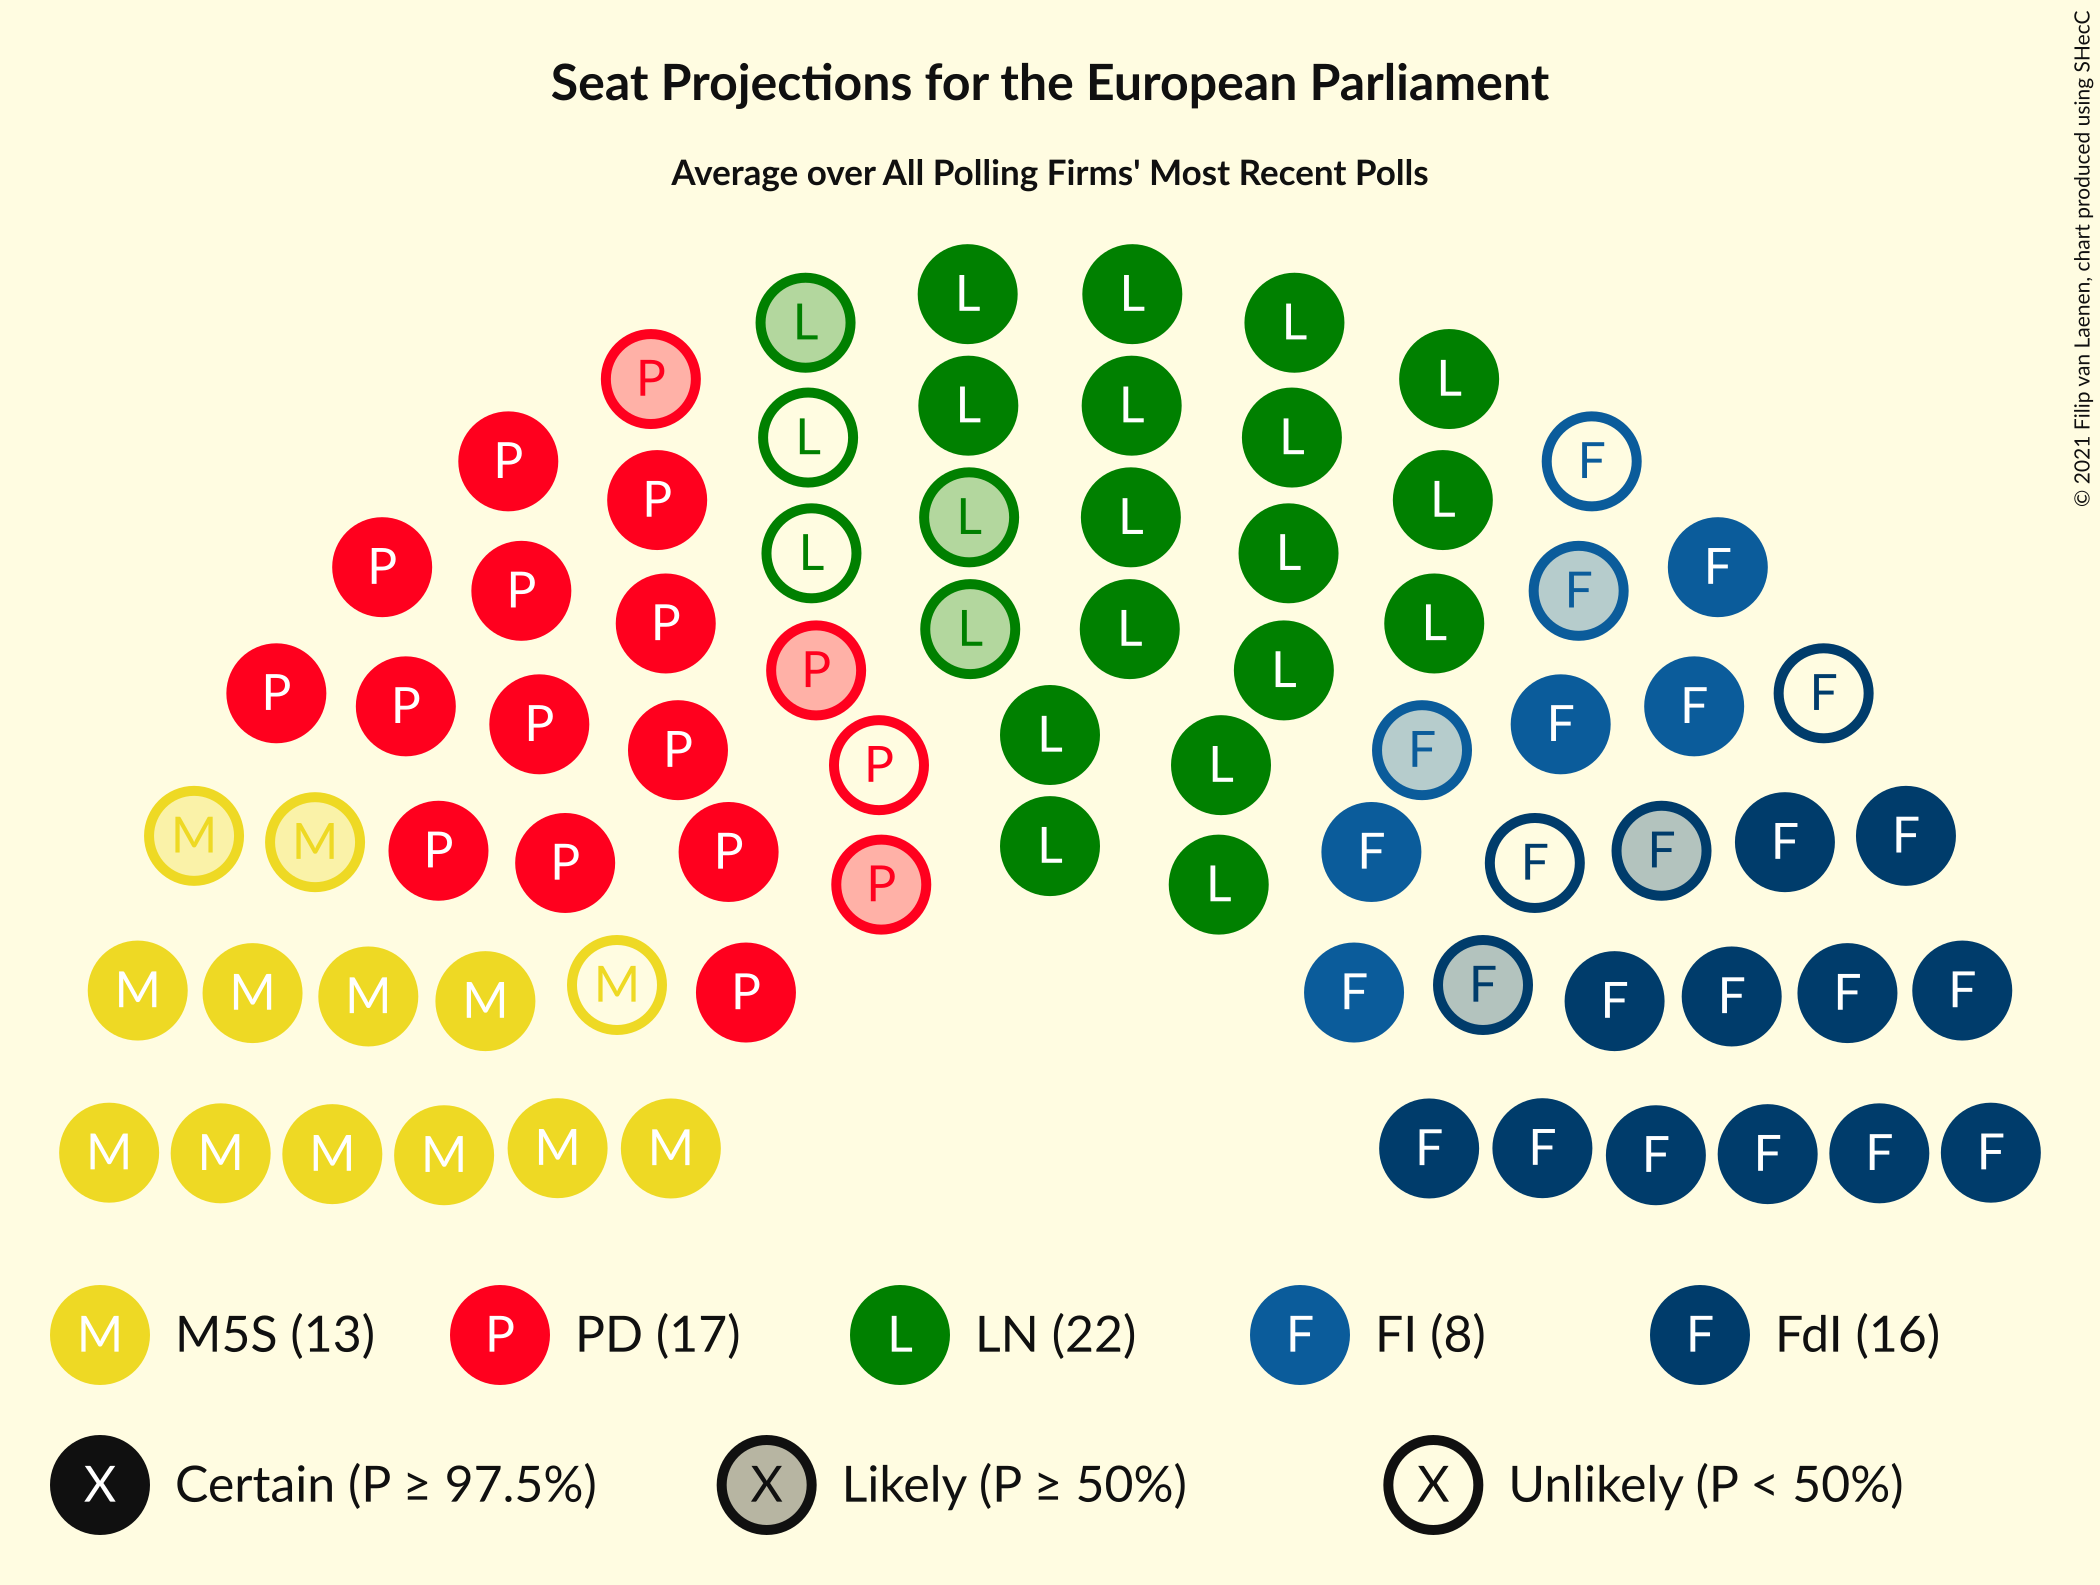 Seat Projections for the European Parliament
Average over All Polling Firms' Most Recent Polls
© 2021 Filip van Laenen, chart produced using SHecC
L L
L L
P L
L L
L L
P F
P P L L
L L
L L
P F
P P F
P L L
L L
P P F
P L
P P P P F F F F
L
P L
M M P P P F F F F F
L
P L
M M M M M P F F F F F F
M M M M M M F F F F F F
M M5S (13) P PD (17) L LN (22) F FI (8) F FdI (16)
X Certain (P ≥ 97.5%) X Likely (P ≥ 50%) X Unlikely (P < 50%)